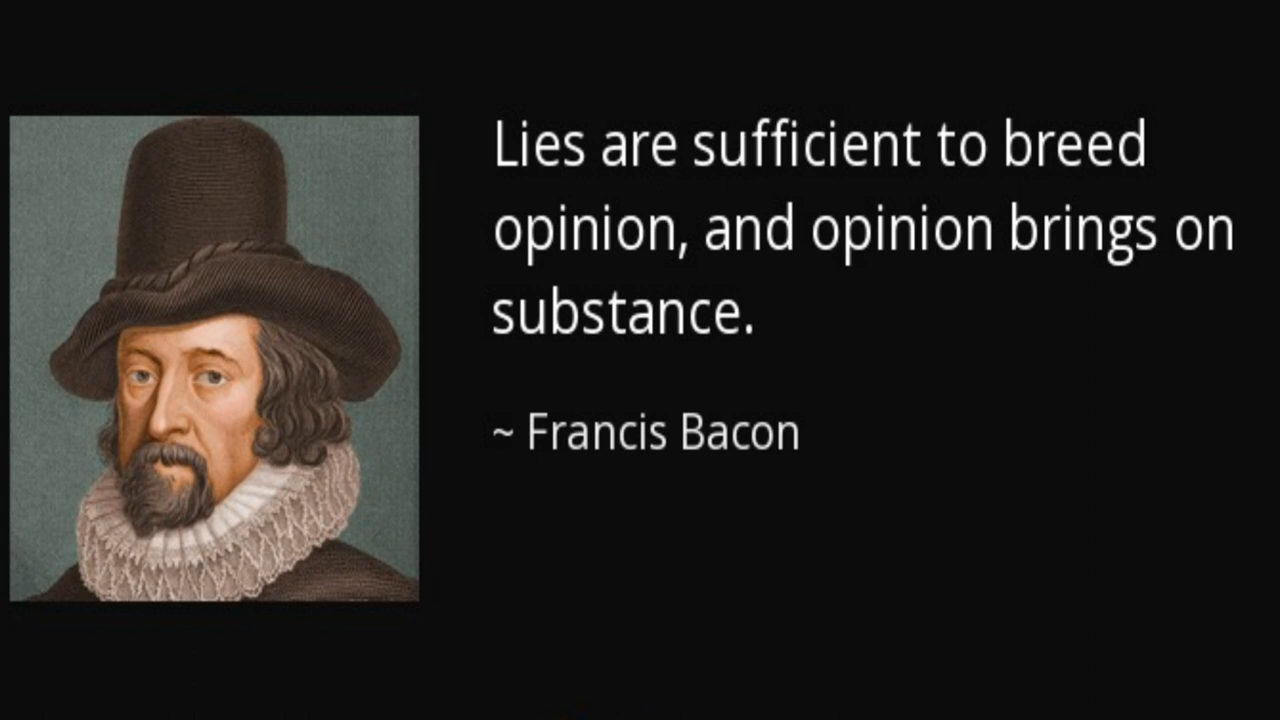 Lies are sufficient to breed
opinion, and opinion brings on
substance.
~ Francis Bacon